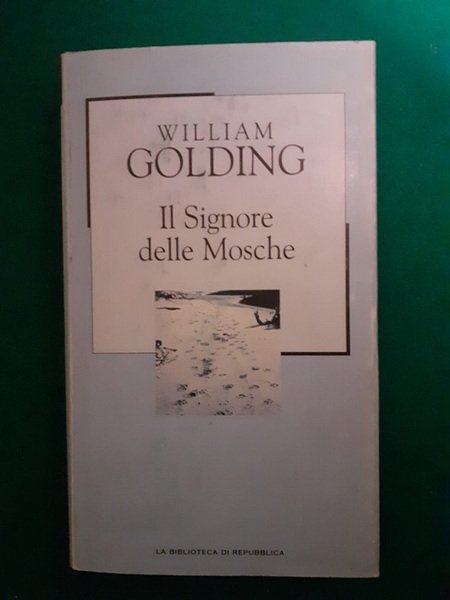 WILLIAM
GOLDING
Il Signore
delle Mosche
LA BIBLIOTECA DI REPUBBLICA